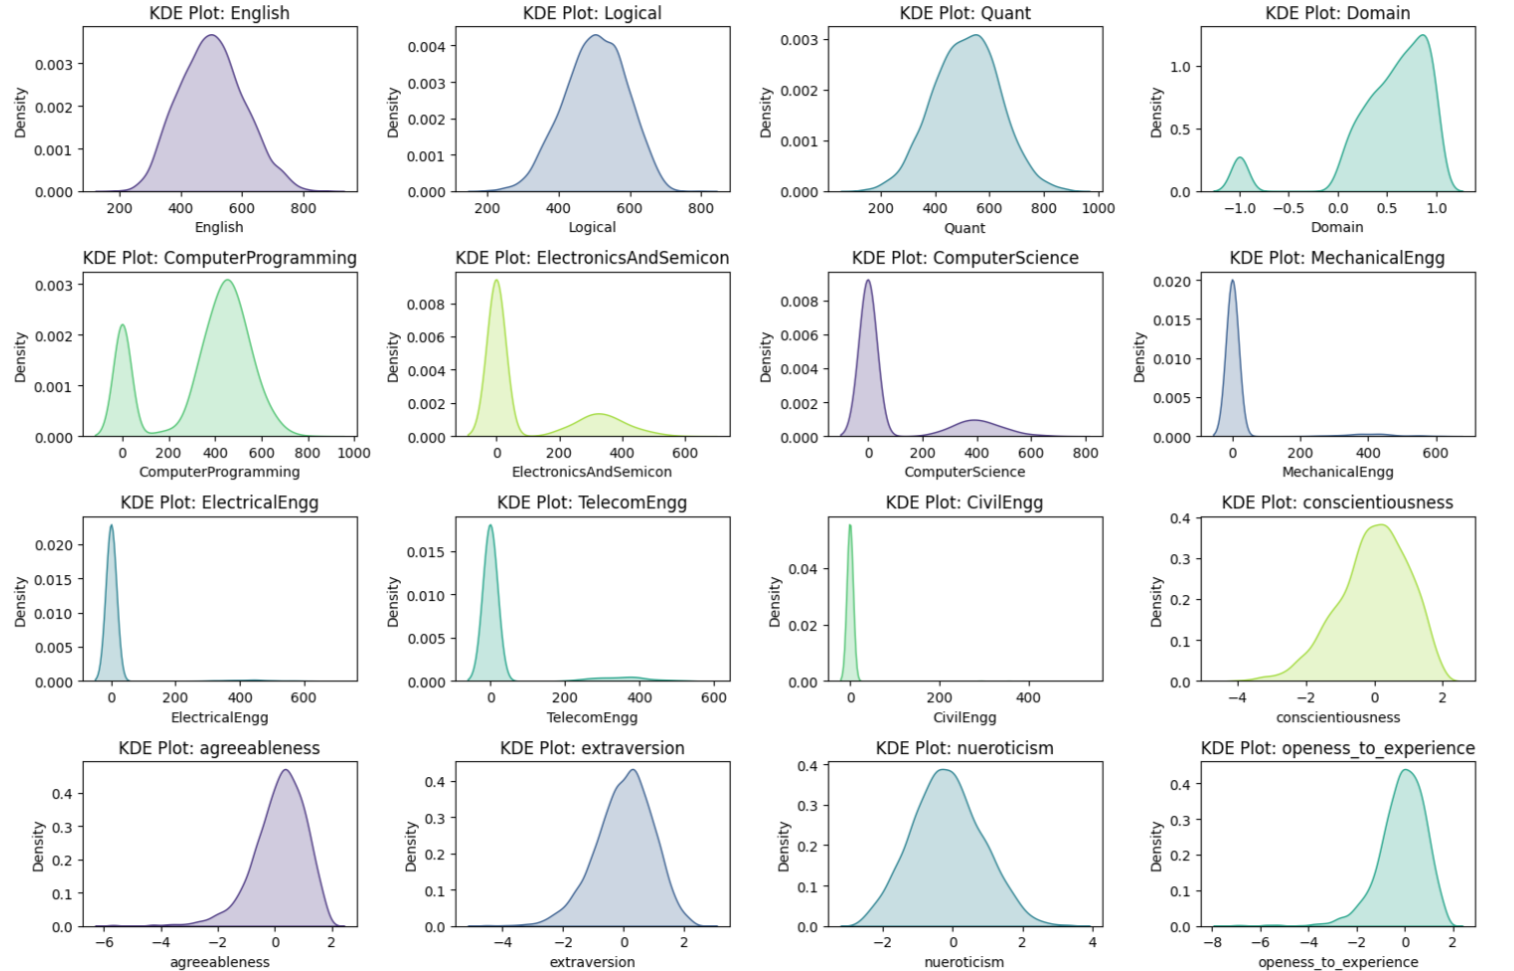 KDE Plot: English
KDE Plot: Logical
KDE Plot: Quant
KDE Plot: Domain
Density
0.003
0.002
0.001
0.000
200 400 600 800
English
Density
0.004
0.003
0.002
0.001
0.000
200 400 600 800
Logical
Density
0.003
0.002
0.001
0.000
200 400 600 800 1000
Quant
Density
1.0
0.5
0.0
−1.0 −0.5 0.0 0.5 1.0
Domain
KDE Plot: ComputerProgramming
KDE Plot: ElectronicsAndSemicon
KDE Plot: ComputerScience
KDE Plot: MechanicalEngg
Density
0.003
0.002
0.001
0.000
0 200 400 600 800 1000
ComputerProgramming
Density
0.008
0.006
0.004
0.002
0.000
0 200 400 600
ElectronicsAndSemicon
Density
0.008
0.006
0.004
0.002
0.000
0 200 400 600 800
ComputerScience
Density
0.020
0.015
0.010
0.005
0.000
0 200 400 600
MechanicalEngg
KDE Plot: ElectricalEngg
KDE Plot: TelecomEngg
KDE Plot: CivilEngg
KDE Plot: conscientiousness
Density
0.020
0.015
0.010
0.005
0.000
0 200 400 600
ElectricalEngg
Density
0.015
0.010
0.005
0.000
0 200 400 600
TelecomEngg
Density
0.04
0.02
0.00
0 200 400
CivilEngg
Density
0.4
0.3
0.2
0.1
0.0
−4 −2 0 2
conscientiousness
KDE Plot: agreeableness
KDE Plot: extraversion
KDE Plot: nueroticism
KDE Plot: openess_to_experience
Density
0.4
0.3
0.2
0.1
0.0
−6 −4 −2 0 2
agreeableness
Density
0.4
0.3
0.2
0.1
0.0
−4 −2 0 2
extraversion
Density
0.4
0.3
0.2
0.1
0.0
−2 0 2 4
nueroticism
Density
0.4
0.3
0.2
0.1
0.0
−8 −6 −4 −2 0 2
openess_to_experience